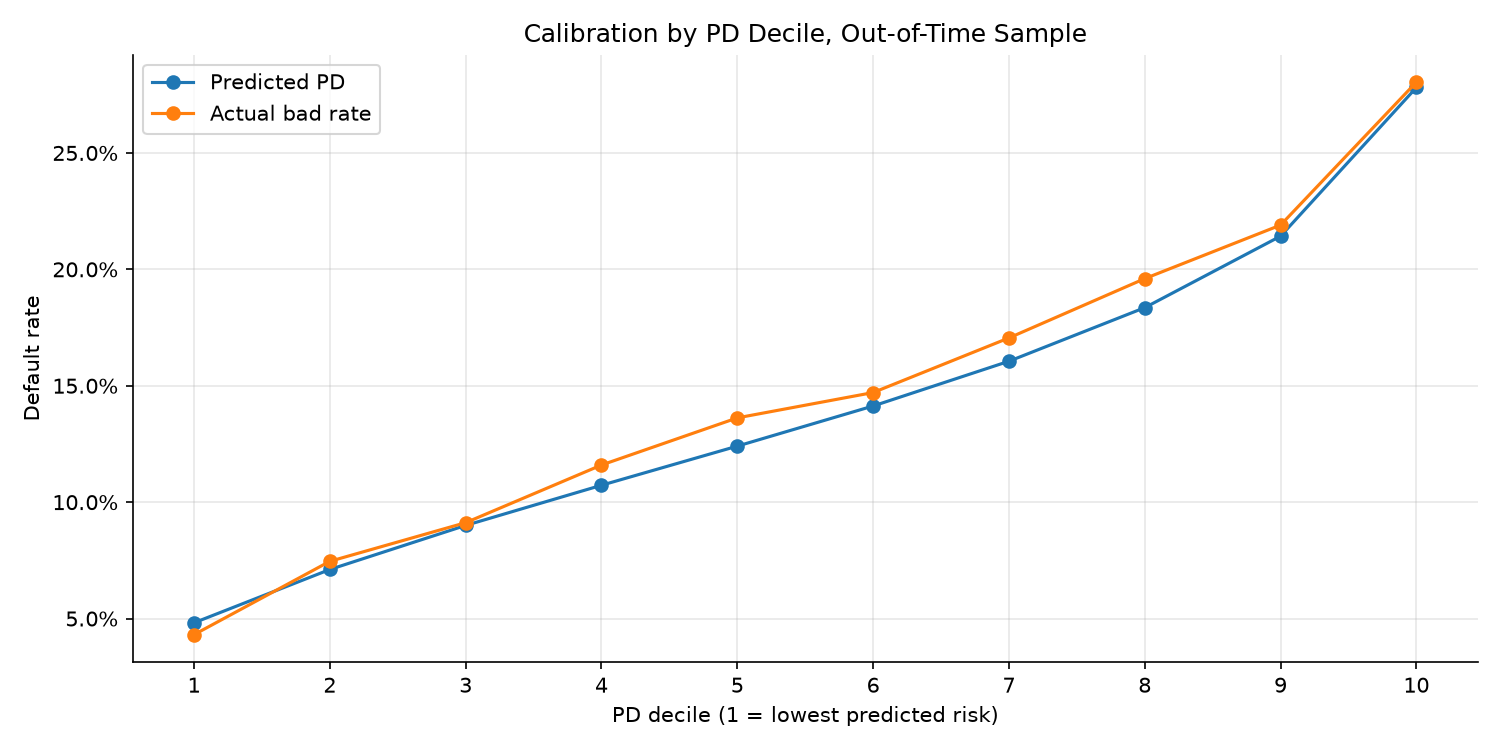 Calibration by PD Decile, Out-of-Time Sample
Predicted PD
Actual bad rate
Default rate
25.0%
20.0%
15.0%
10.0%
5.0%
1 2 3 4 5 6 7 8 9 10
PD decile (1 = lowest predicted risk)